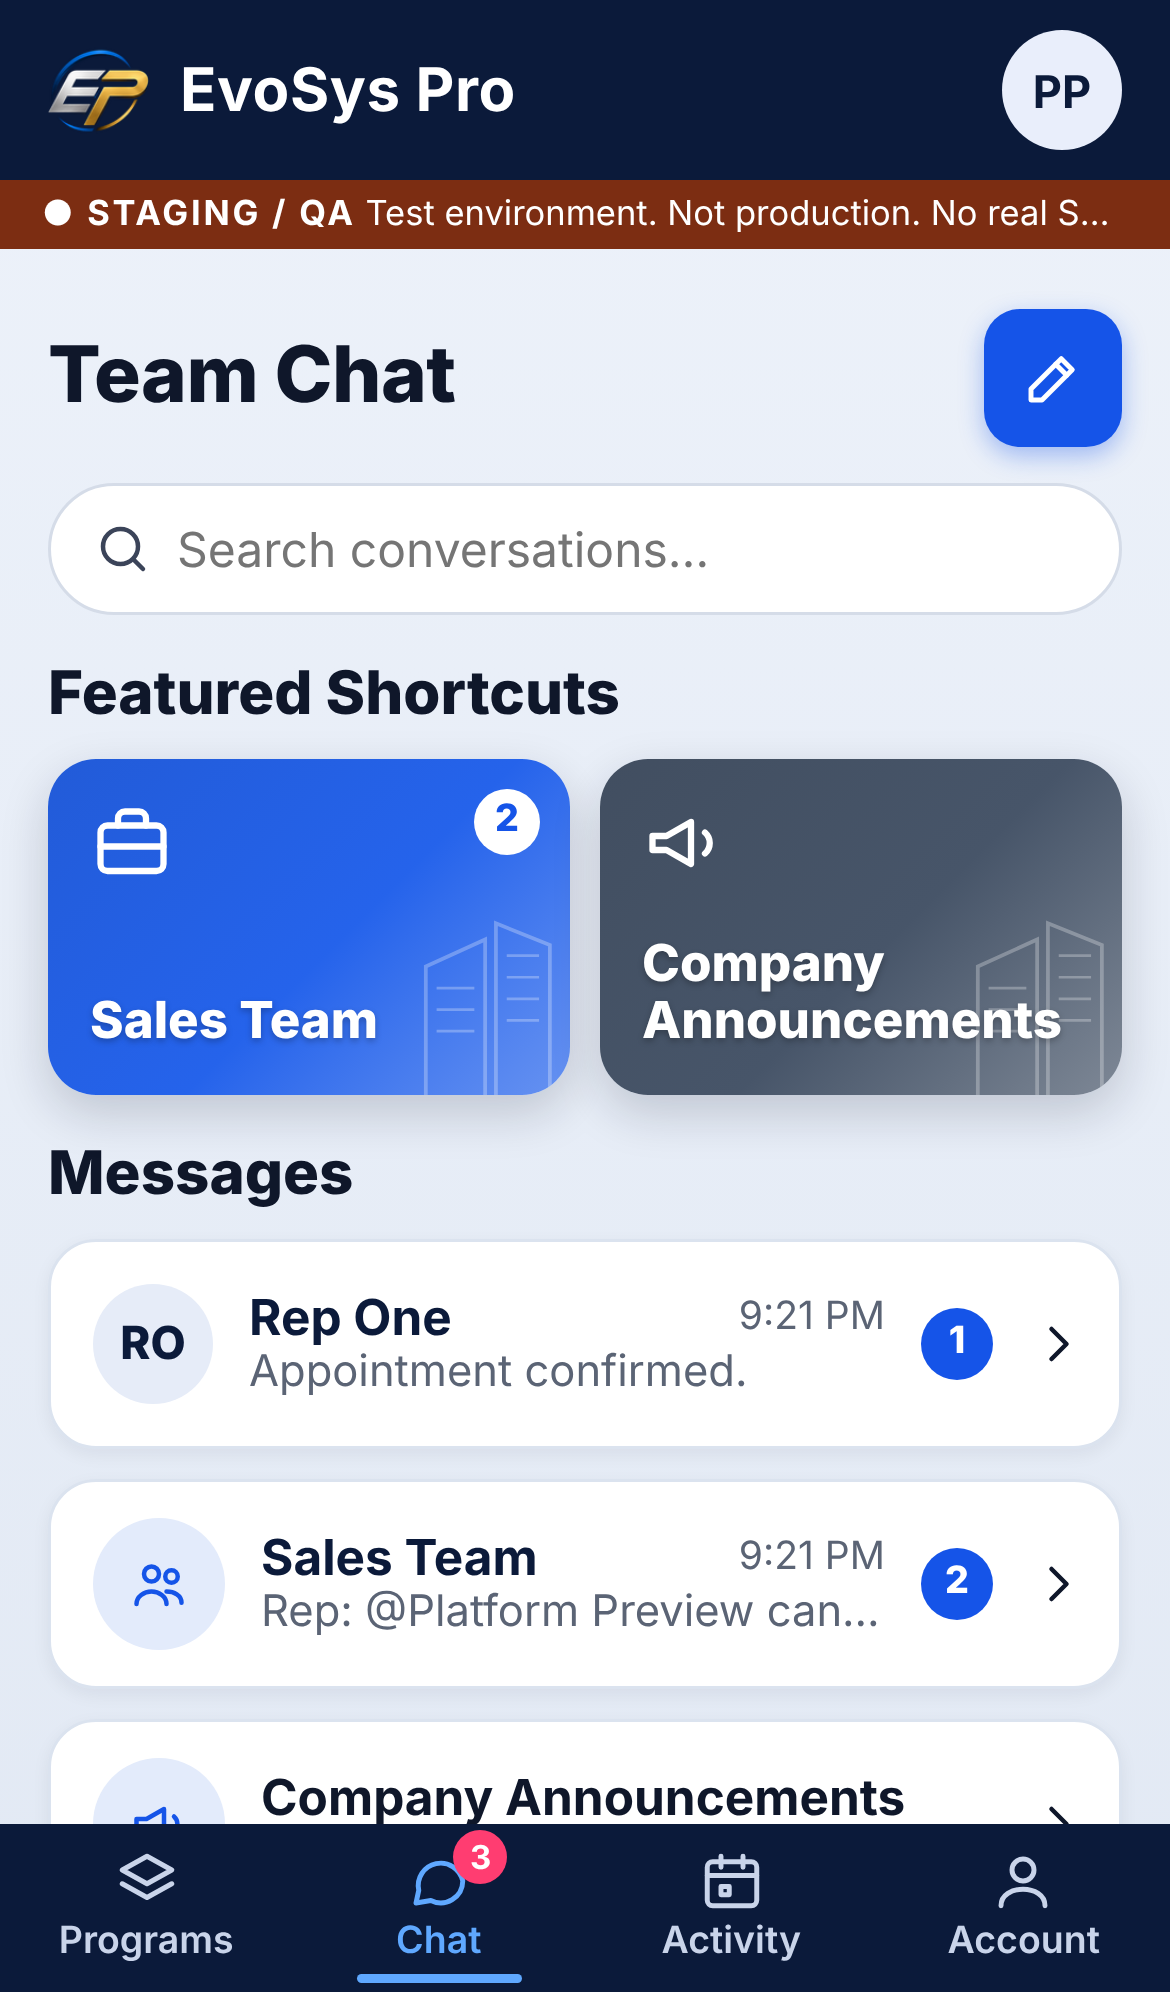 EP EvoSys Pro PP
STAGING / QA Test environment. Not production. No real S...
Team Chat
Search conversations...
Featured Shortcuts
2
Sales Team
Company
Announcements
Messages
RO
Rep One 9:21 PM 1
Appointment confirmed.
Sales Team 9:21 PM 2
Rep: @Platform Preview can...
Company Announcements
3
Programs Chat Activity Account